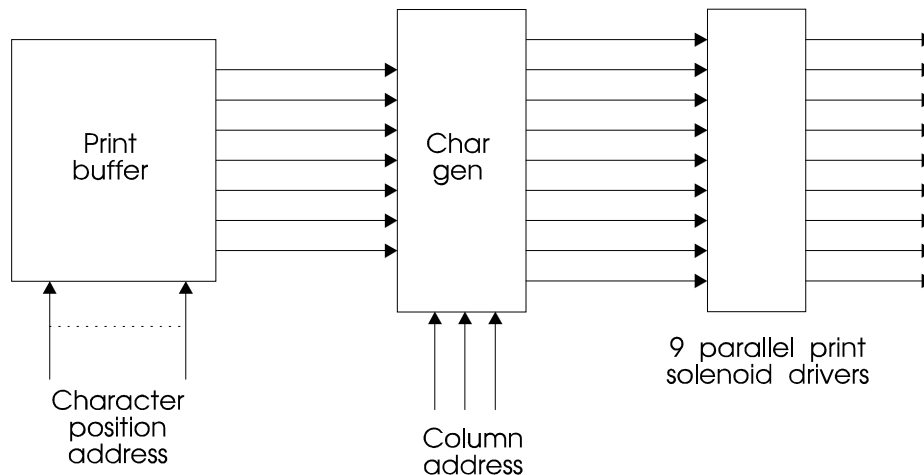 Print
buffer
Char
gen
9 parallel print
solenoid drivers
Character
position
address
Column
address